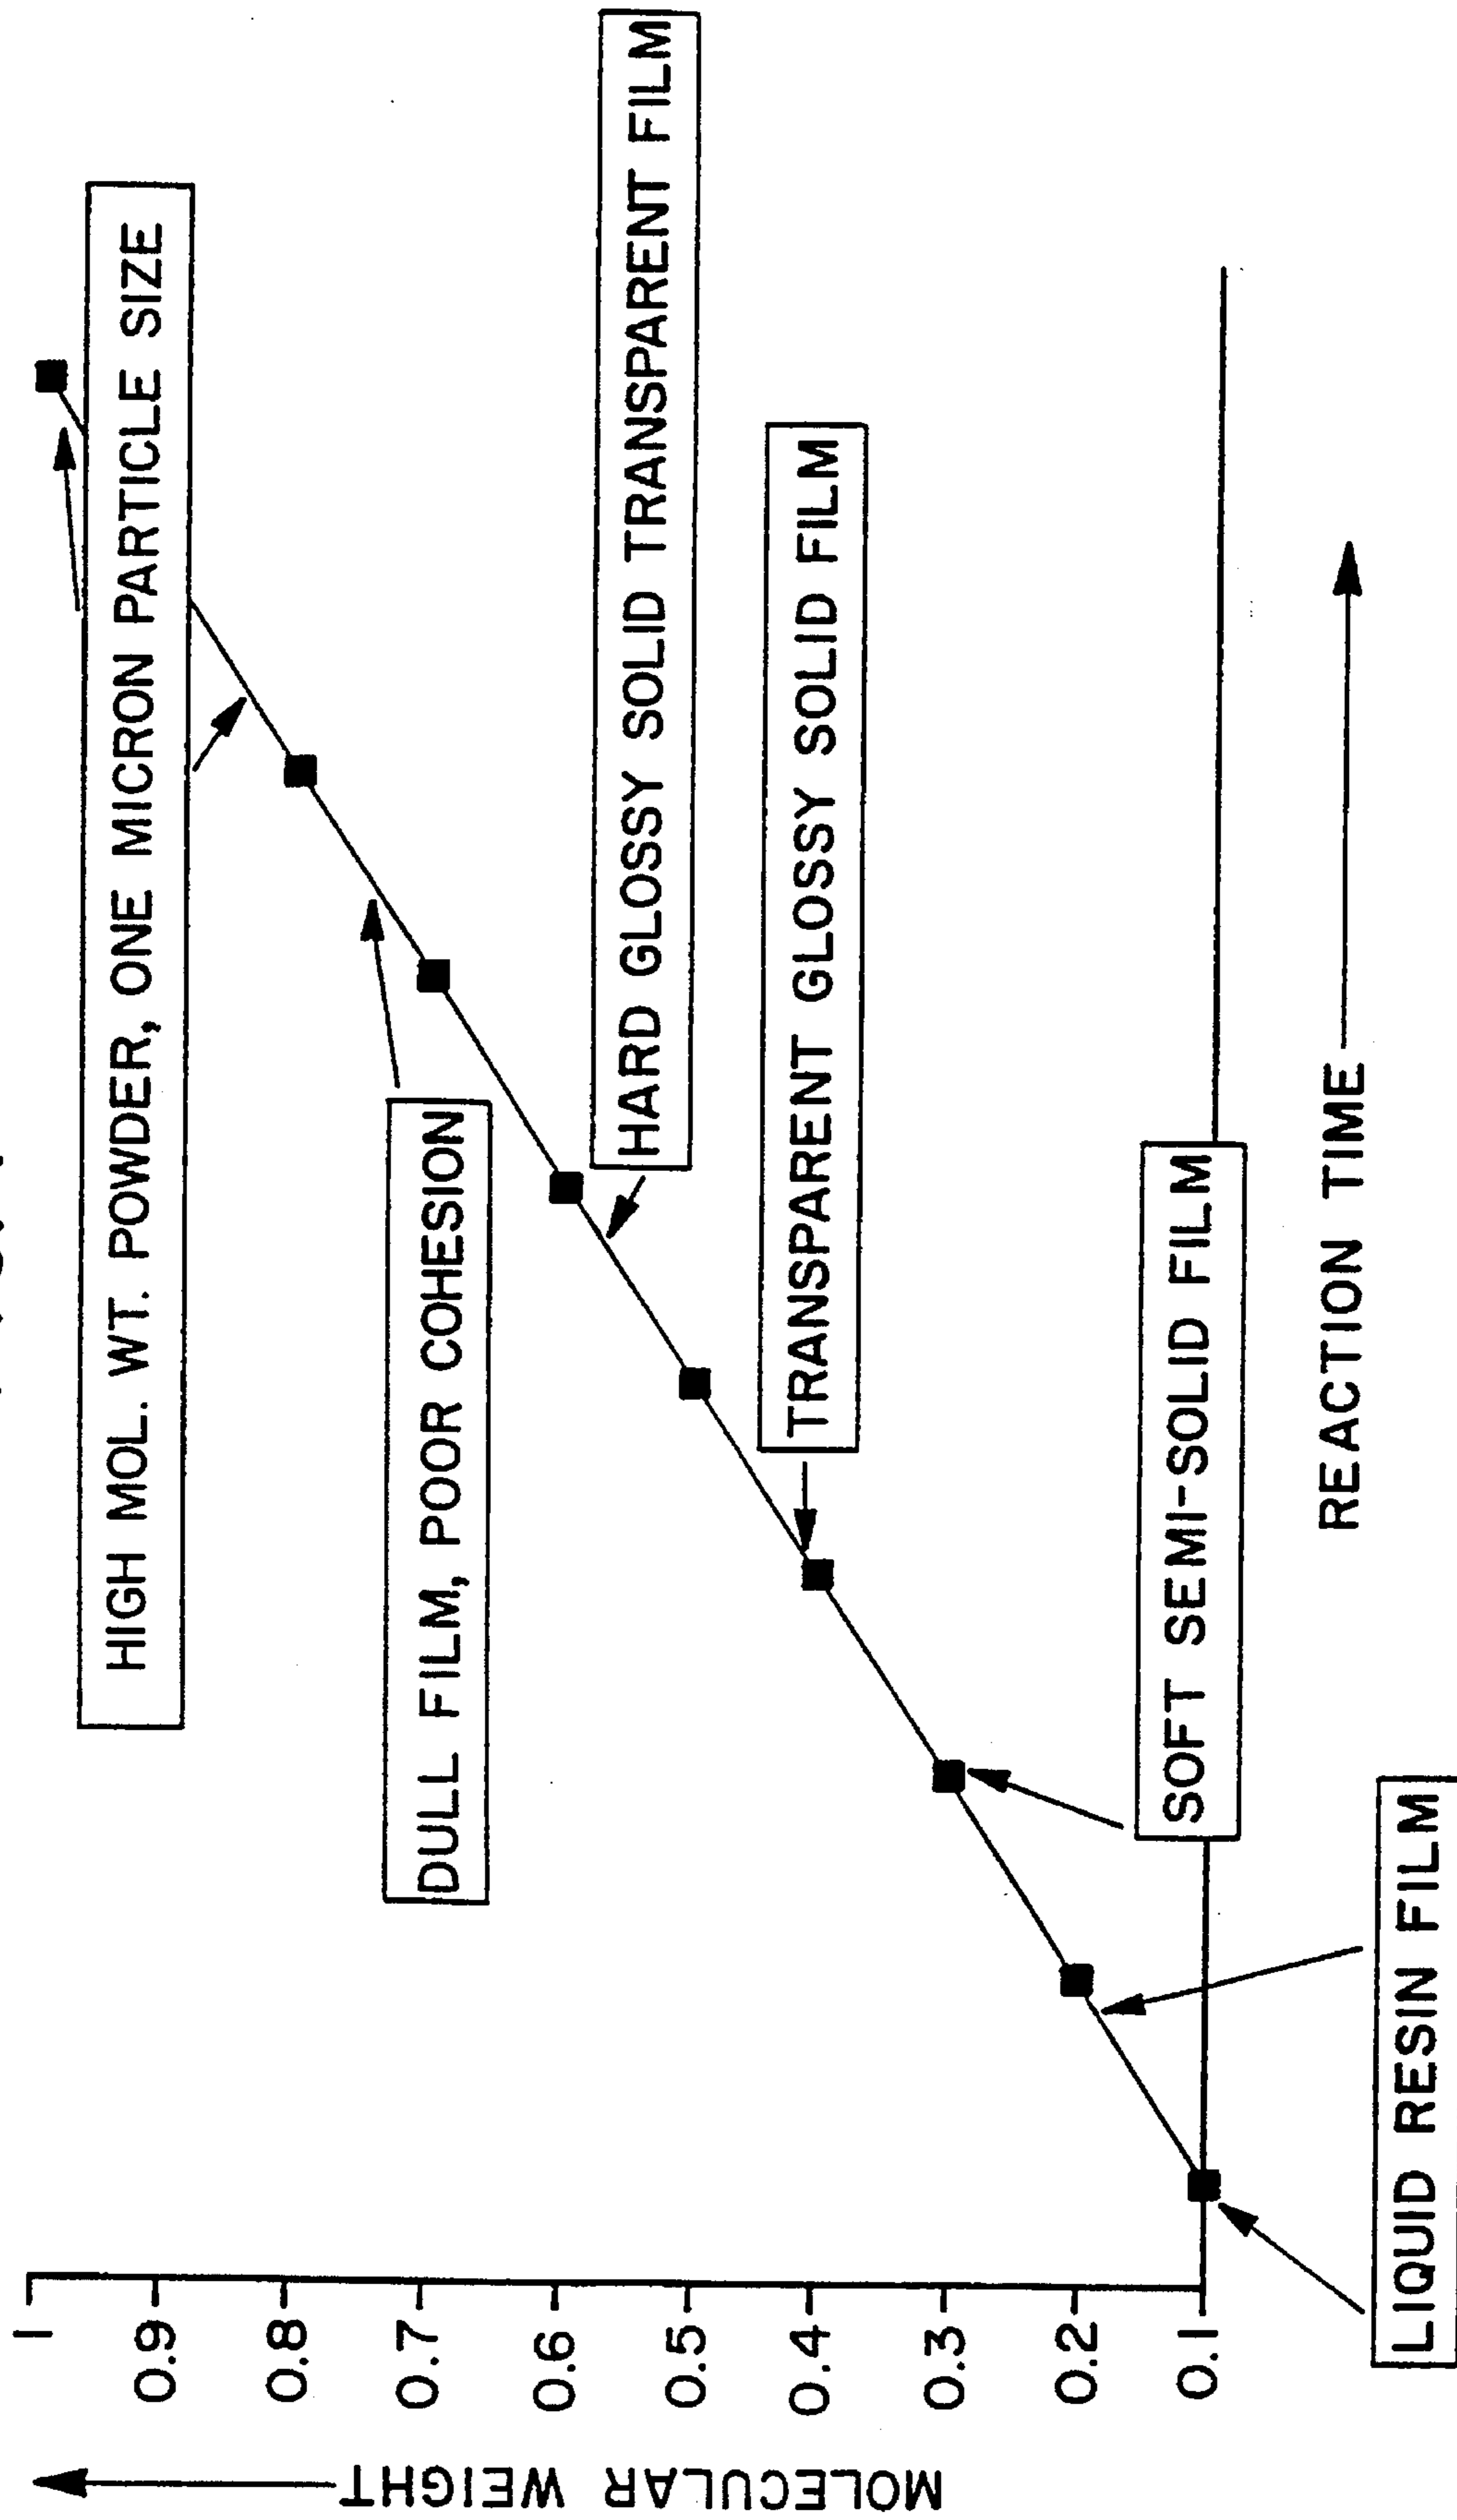 HIGH MOL. WT. POWDER, ONE MICRON PARTICLE SIZE
DULL FILM, POOR COHESION
HARD GLOSSY SOLID TRANSPARENT FILM
TRANSPARENT GLOSSY SOLID FILM
SOFT SEMI-SOLID FILM
LIQUID RESIN FILM
REACTION TIME
MOLECULAR WEIGHT
1
0.9
0.8
0.7
0.6
0.5
0.4
0.3
0.2
0.1